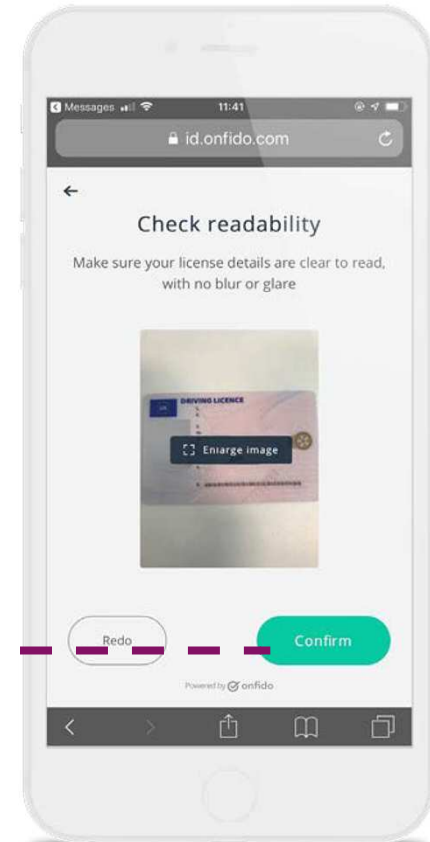 Messages 11:41
id.onfido.com
Check readability
Make sure your license details are clear to read,
with no blur or glare
UK
DRIVING LICENCE
Enlarge image
Redo
Confirm
Powered by onfido